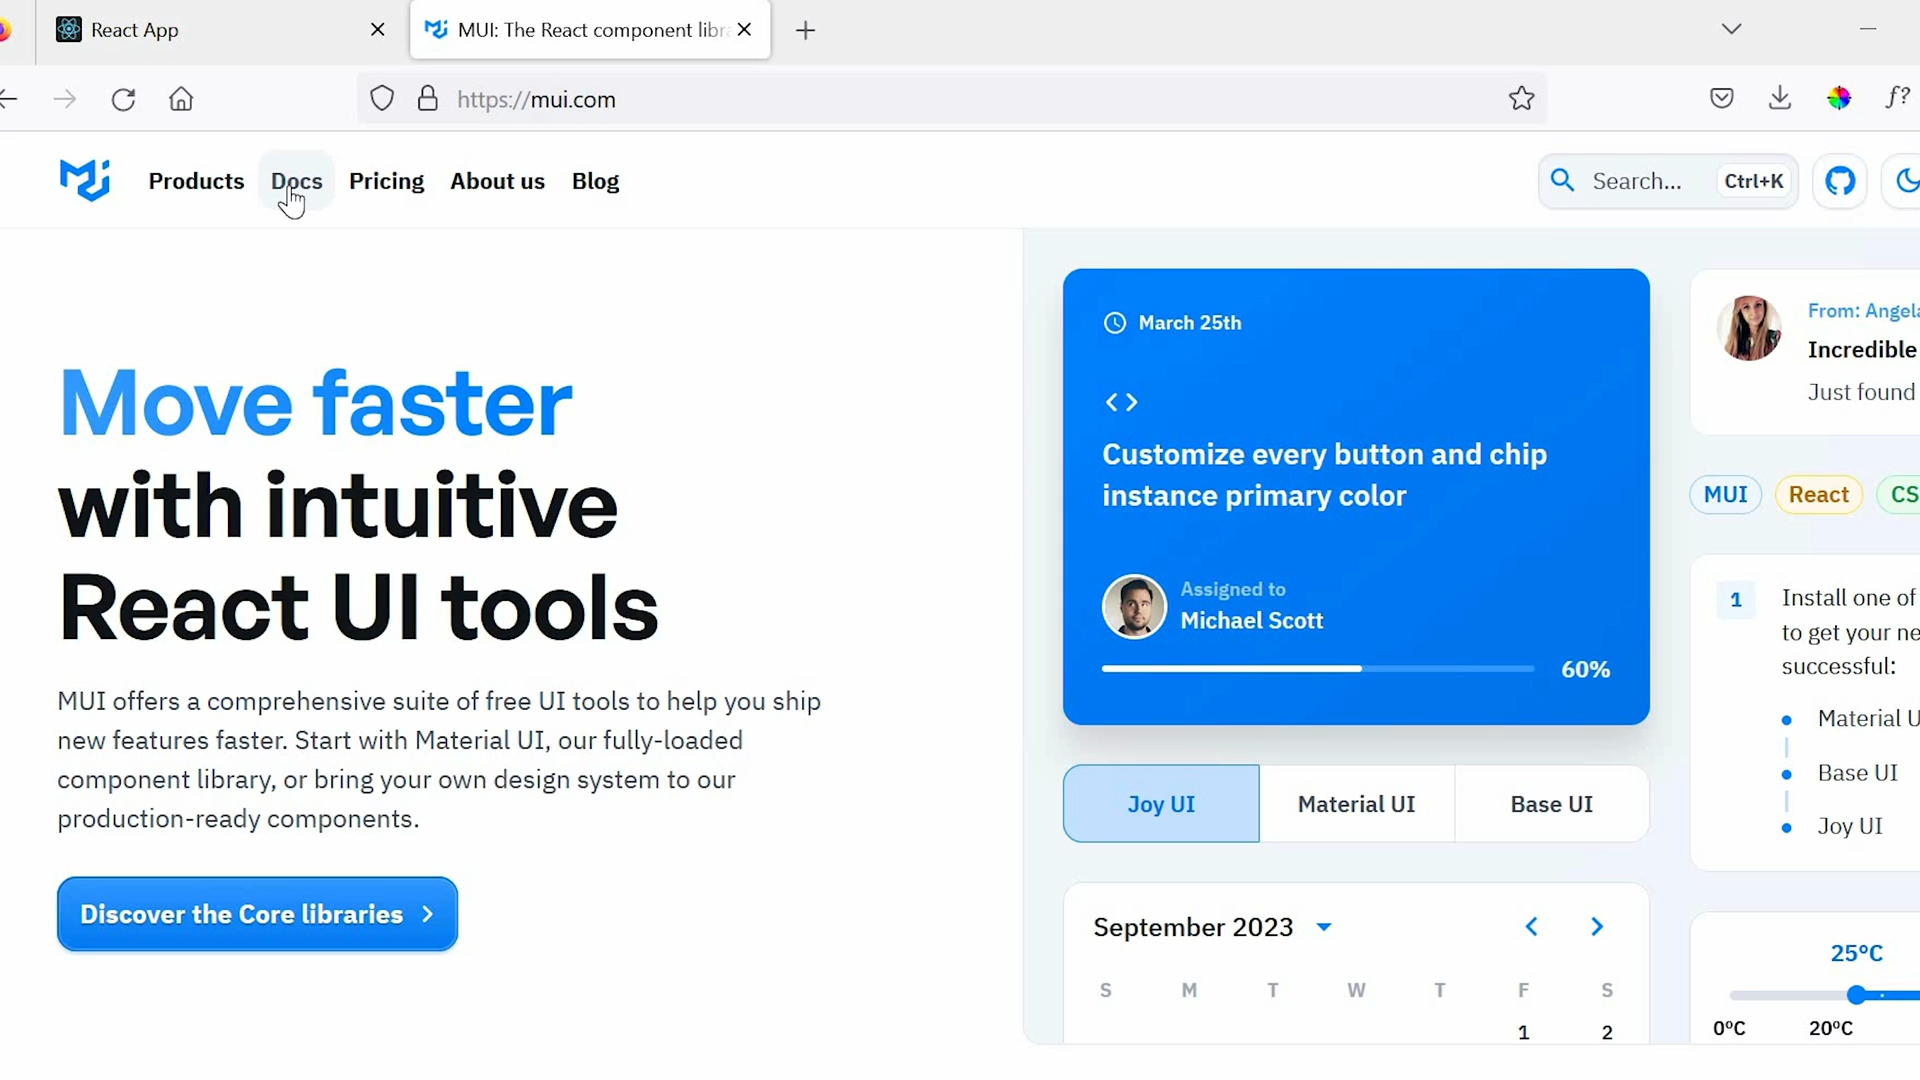 React App
MUI: The React component libra
https://mui.com
f?
Products
Docs
Pricing
About us
Blog
Search...
Ctrl+K
Move faster
with intuitive
React UI tools
MUI offers a comprehensive suite of free UI tools to help you ship
new features faster. Start with Material UI, our fully-loaded
component library, or bring your own design system to our
production-ready components.
Discover the Core libraries
March 25th
Customize every button and chip
instance primary color
Assigned to
Michael Scott
60%
Joy UI
Material UI
Base UI
September 2023
S M T W T F S
1 2
From: Angela
Incredible
Just found
MUI
React
CS
1
Install one of
to get your ne
successful:
Material U
Base UI
Joy UI
25°C
0°C
20°C